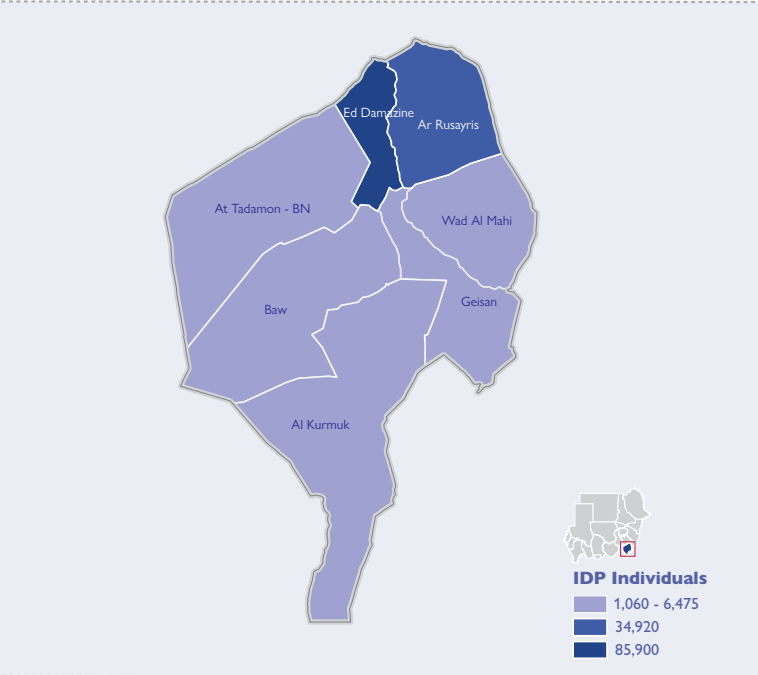 Ed Damazine
Ar Rusayris
At Tadamon - BN
Wad Al Mahi
Geisan
Baw
Al Kurmuk
IDP Individuals
1,060 - 6,475
34,920
85,900